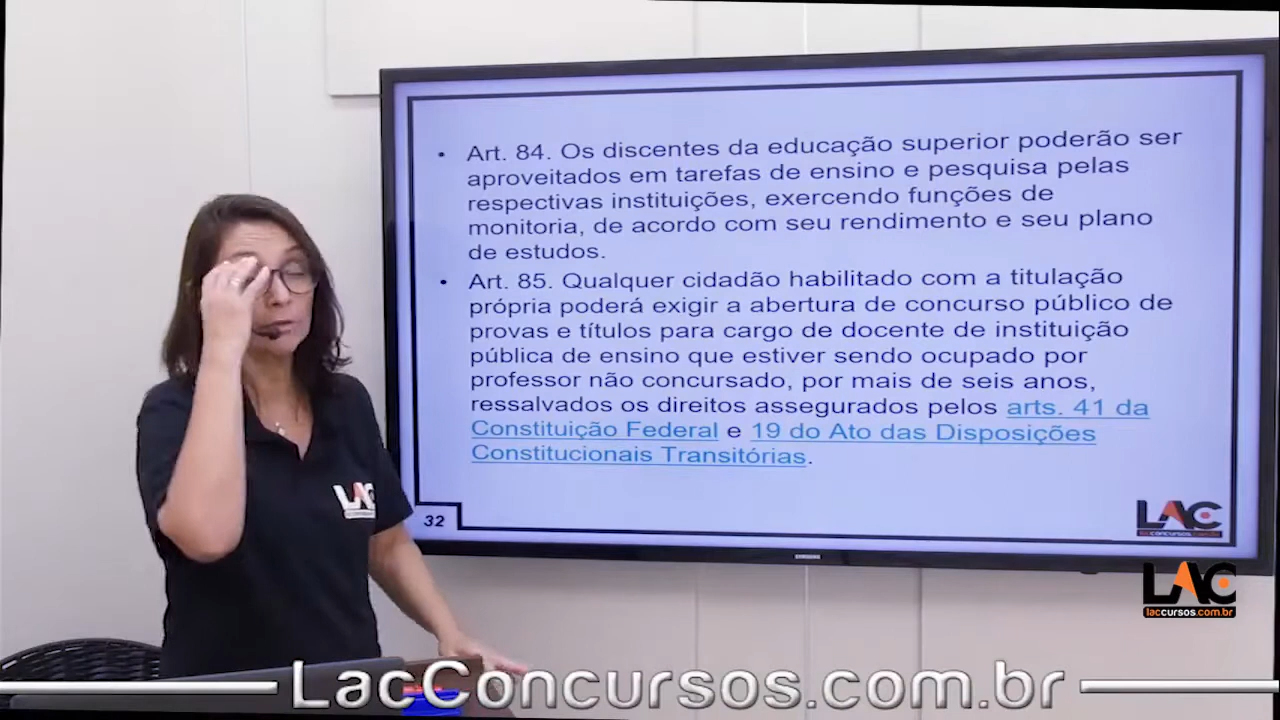 • Art. 84. Os discentes da educação superior poderão ser
aproveitados em tarefas de ensino e pesquisa pelas
respectivas instituições, exercendo funções de
monitoria, de acordo com seu rendimento e seu plano
de estudos.
• Art. 85. Qualquer cidadão habilitado com a titulação
própria poderá exigir a abertura de concurso público de
provas e títulos para cargo de docente de instituição
pública de ensino que estiver sendo ocupado por
professor não concursado, por mais de seis anos,
ressalvados os direitos assegurados pelos arts. 41 da
Constituição Federal e 19 do Ato das Disposições
Constitucionais Transitórias.
32
LAC
laccursos.com.br
LAC
LAC
laccursos.com.br
LacConcursos.com.br